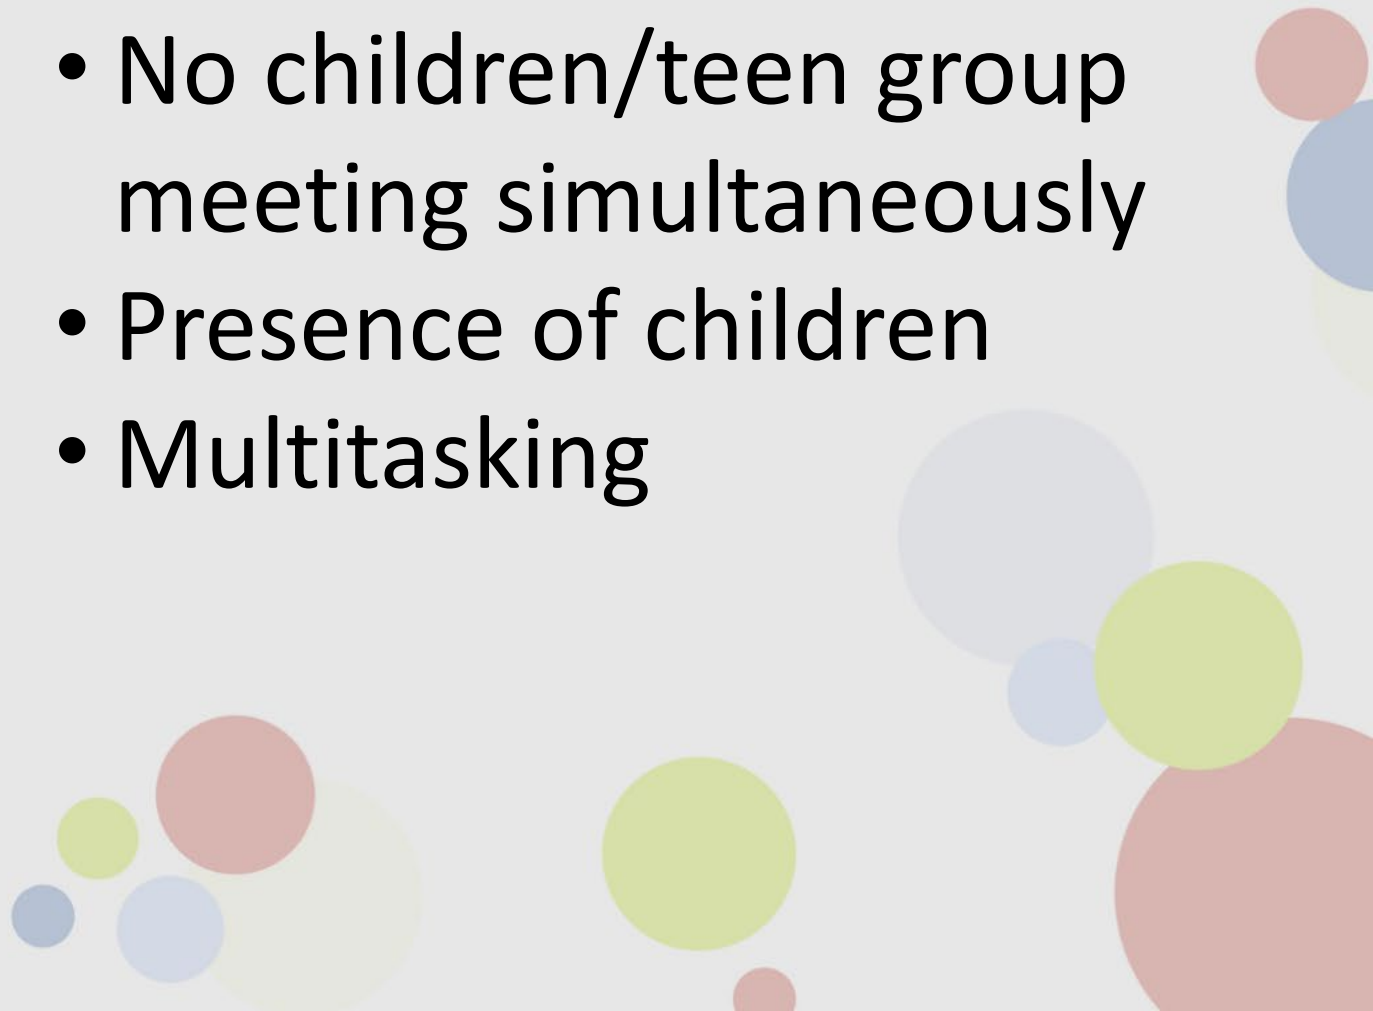 • No children/teen group
meeting simultaneously
• Presence of children
• Multitasking